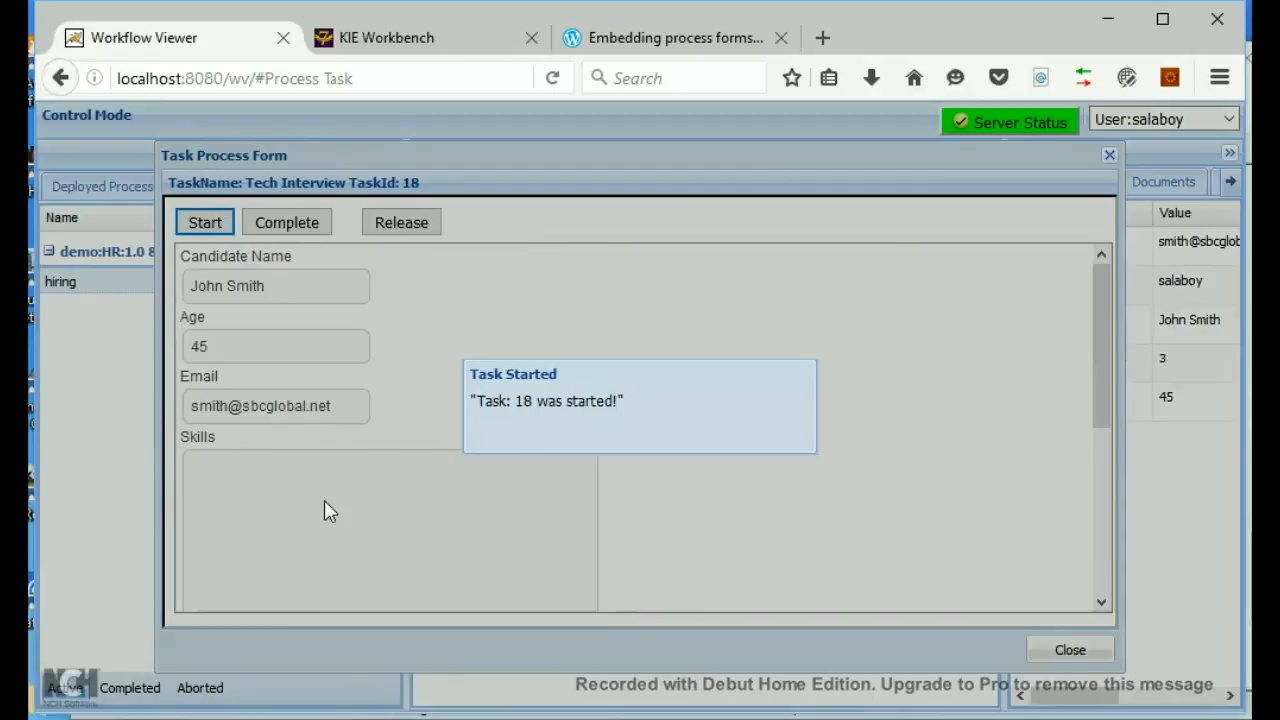 Workflow Viewer
KIE Workbench
Embedding process forms...
localhost:8080/wv/#Process Task
Search
Control Mode
Server Status
User:salaboy
Task Process Form
Deployed Process
TaskName: Tech Interview TaskId: 18
Documents
Name
Start
Complete
Release
Value
demo:HR:1.0 8
Candidate Name
smith@sbcglob
hiring
John Smith
salaboy
Age
John Smith
45
3
Email
Task Started
45
smith@sbcglobal.net
"Task: 18 was started!"
Skills
Close
Active
Completed
Aborted
NCH Software
Recorded with Debut Home Edition. Upgrade to Pro to remove this message